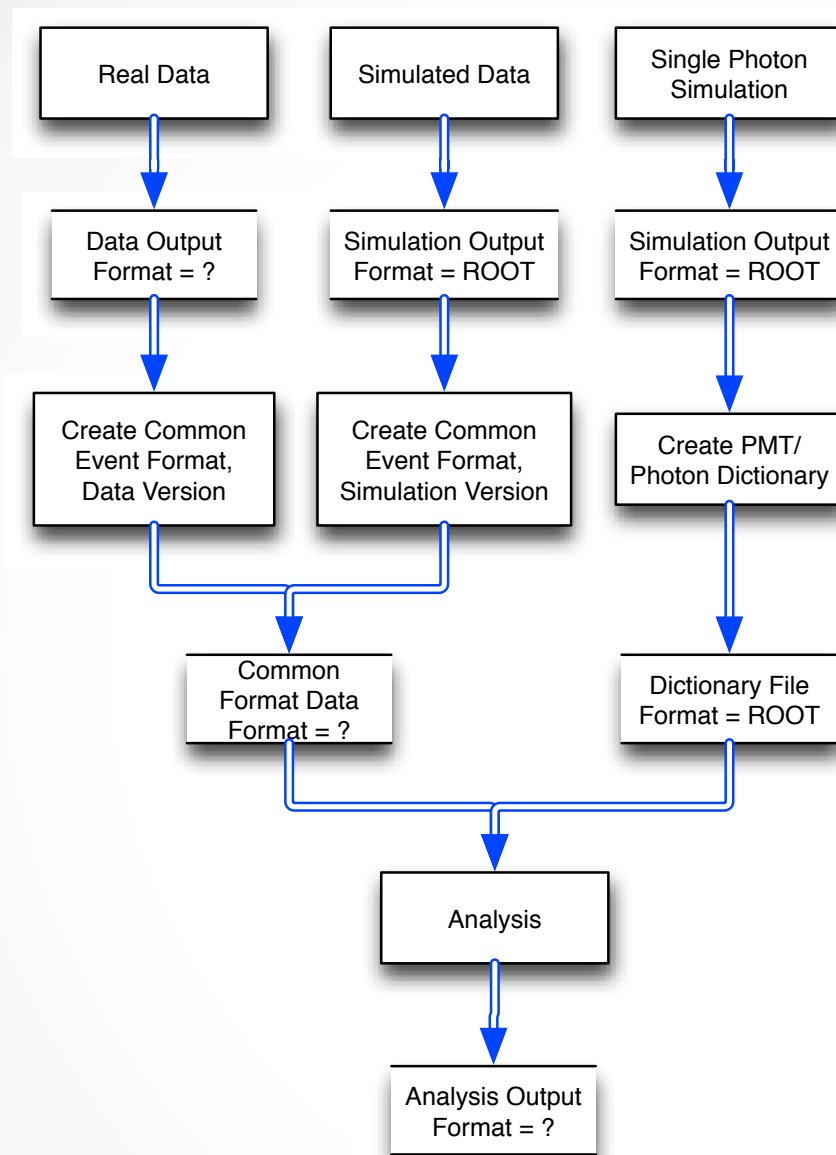 Real Data
Simulated Data
Single Photon
Simulation
Data Output
Format = ?
Simulation Output
Format = ROOT
Simulation Output
Format = ROOT
Create Common
Event Format,
Data Version
Create Common
Event Format,
Simulation Version
Create PMT/
Photon Dictionary
Common
Format Data
Format = ?
Dictionary File
Format = ROOT
Analysis
Analysis Output
Format = ?